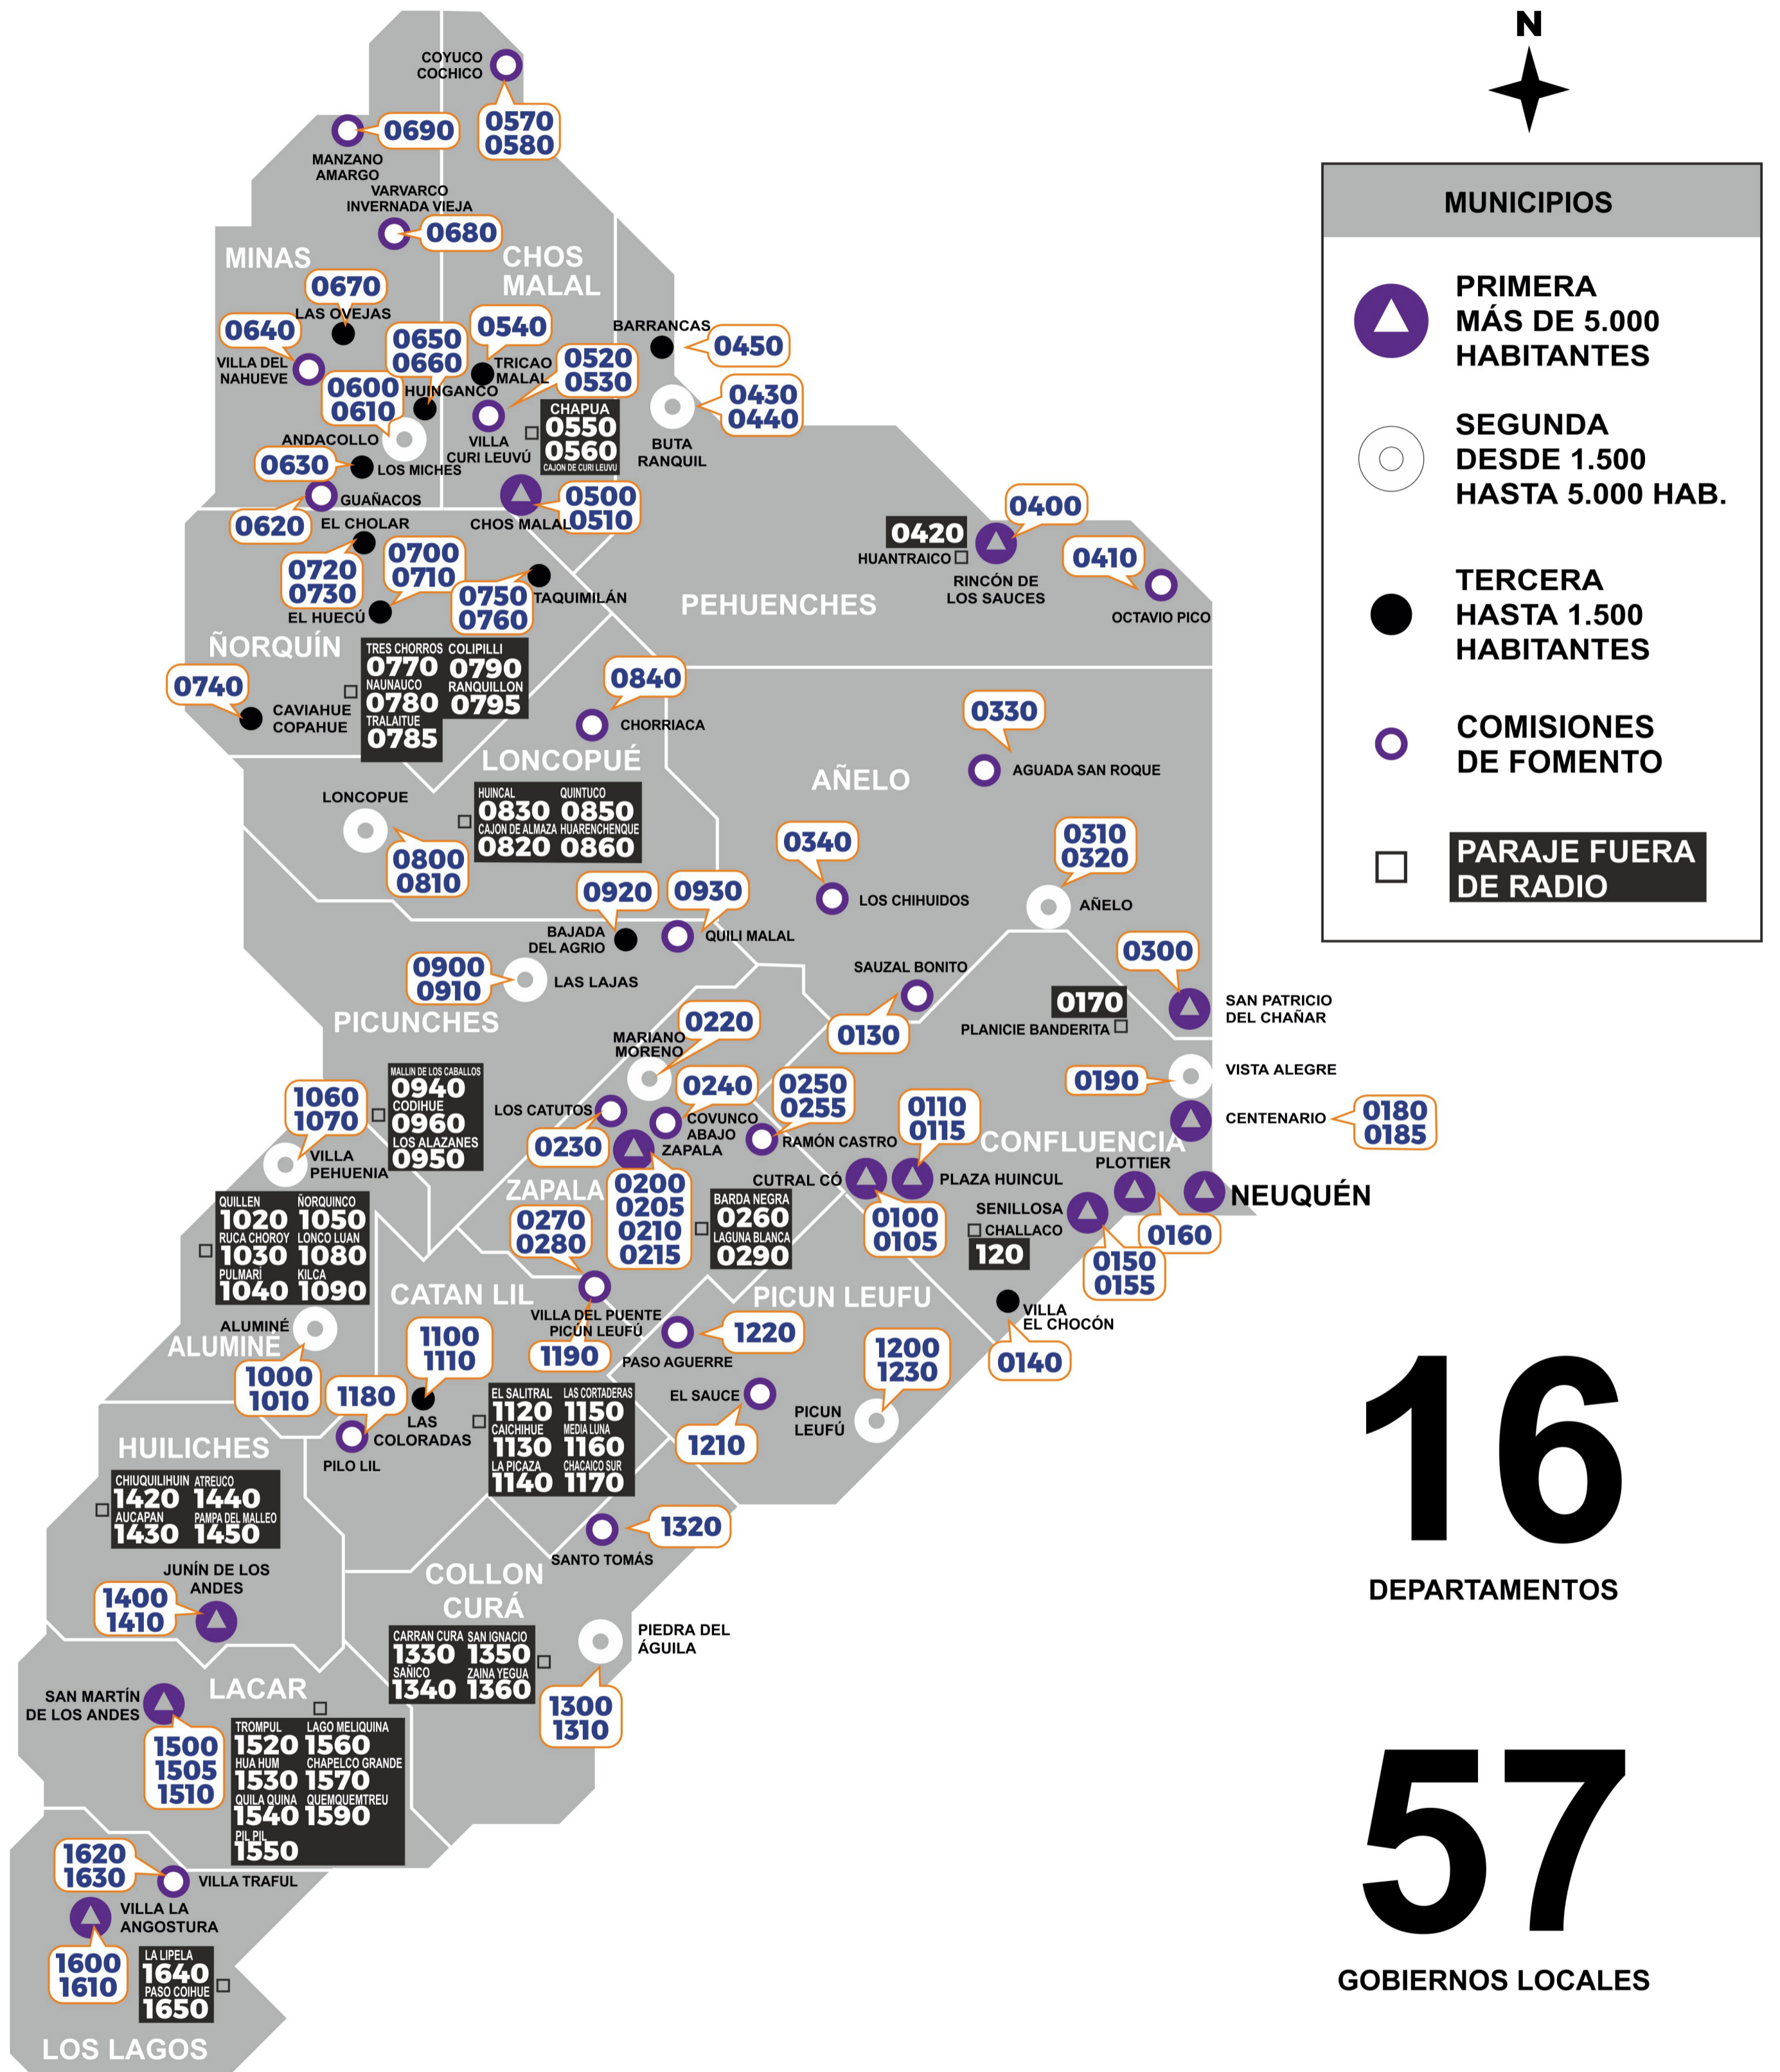 COYUCO
COCHICO
0570
0580
0690
MANZANO
AMARGO
VARVARCO
INVERNADA VIEJA
0680
MINAS
CHOS
MALAL
0670
LAS OVEJAS
0640
VILLA DEL
NAHUEVE
0650
0660
HUINGANCO
0540
TRICAO
MALAL
0520
0530
VILLA
CURI LEUVÚ
0600
0610
ANDACOLLO
CHAPUA
0550
0560
CAJON DE CURI LEUVU
BARRANCAS
0450
0430
0440
BUTA
RANQUIL
0630
LOS MICHES
GUAÑACOS
0620
CHOS MALAL
0500
0510
EL CHOLAR
0720
0730
0700
0710
EL HUECÚ
0750
0760
TAQUIMILÁN
0420
HUANTRAICO
0400
RINCÓN DE
LOS SAUCES
0410
OCTAVIO PICO
PEHUENCHES
ÑORQUÍN
TRES CHORROS COLIPILLI
0770 0790
NAUNAUCO RANQUILLON
0780 0795
TRALAITUE
0785
0740
CAVIAHUE
COPAHUE
0840
CHORRIACA
LONCOPUÉ
LONCOPUE
0800
0810
HUINCAL QUINTUCO
0830 0850
CAJON DE ALMAZA HUARENCHENQUE
0820 0860
0330
AGUADA SAN ROQUE
AÑELO
0340
LOS CHIHUIDOS
0310
0320
AÑELO
0920
BAJADA
DEL AGRIO
0930
QUILI MALAL
0900
0910
LAS LAJAS
PICUNCHES
SAUZAL BONITO
0130
0170
PLANICIE BANDERITA
0300
SAN PATRICIO
DEL CHAÑAR
0190
VISTA ALEGRE
CENTENARIO
0180
0185
0220
MARIANO
MORENO
MALLIN DE LOS CABALLOS
0940
CODIHUE
0960
LOS ALAZANES
0950
1060
1070
VILLA
PEHUENIA
LOS CATUTOS
0230
0240
COVUNCO
ABAJO
ZAPALA
0250
0255
RAMÓN CASTRO
0110
0115
CONFLUENCIA
CUTRAL CÓ
PLAZA HUINCUL
PLOTTIER
NEUQUÉN
SENILLOSA
CHALLACO
120
0100
0105
0160
0150
0155
ZAPALA
0200
0205
0210
0215
0270
0280
BARDA NEGRA
0260
LAGUNA BLANCA
0290
QUILLEN ÑORQUINCO
1020 1050
RUCA CHOROY LONCO LUAN
1030 1080
PULMARÍ KILCA
1040 1090
ALUMINÉ
ALUMINÉ
1000
1010
CATAN LIL
VILLA DEL PUENTE
PICÚN LEUFÚ
1190
PICUN LEUFU
1220
PASO AGUERRE
VILLA
EL CHOCÓN
0140
1200
1230
PICUN
LEUFÚ
EL SAUCE
1210
1100
1110
LAS
COLORADAS
1180
PILO LIL
EL SALITRAL LAS CORTADERAS
1120 1150
CAICHIHUE MEDIA LUNA
1130 1160
LA PICAZA CHACAICO SUR
1140 1170
HUILICHES
CHIUQUILIHUIN ATREUCO
1420 1440
AUCAPAN PAMPA DEL MALLEO
1430 1450
JUNÍN DE LOS
ANDES
1400
1410
1320
SANTO TOMÁS
COLLON
CURÁ
CARRAN CURA SAN IGNACIO
1330 1350
SAÑICO ZAINA YEGUA
1340 1360
PIEDRA DEL
ÁGUILA
1300
1310
LACAR
SAN MARTÍN
DE LOS ANDES
1500
1505
1510
TROMPUL LAGO MELIQUINA
1520 1560
HUA HUM CHAPELCO GRANDE
1530 1570
QUILA QUINA QUEMQUEMTREU
1540 1590
PIL PIL
1550
1620
1630
VILLA TRAFUL
VILLA LA
ANGOSTURA
1600
1610
LA LIPELA
1640
PASO COIHUE
1650
LOS LAGOS
N
MUNICIPIOS
PRIMERA
MÁS DE 5.000
HABITANTES
SEGUNDA
DESDE 1.500
HASTA 5.000 HAB.
TERCERA
HASTA 1.500
HABITANTES
COMISIONES
DE FOMENTO
PARAJE FUERA
DE RADIO
16
DEPARTAMENTOS
57
GOBIERNOS LOCALES